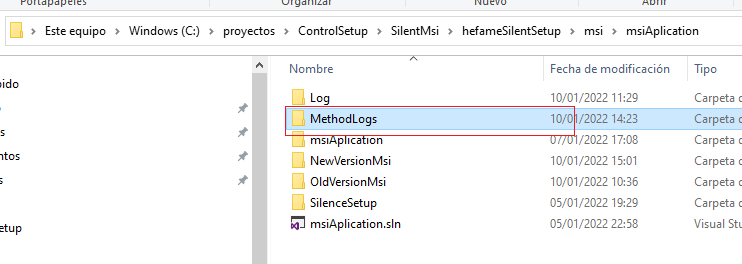 Portapapeles Organizar Nuevo Abrir
Este equipo > Windows (C:) > proyectos > ControlSetup > SilentMsi > hefameSilentSetup > msi > msiAplication
Nombre Fecha de modificación Tipo
pido
Log 10/01/2022 11:29 Carpeta d
MethodLogs 10/01/2022 14:23 Carpeta d
s
msiAplication 07/01/2022 17:08 Carpeta d
ntos
NewVersionMsi 10/01/2022 15:01 Carpeta d
s
OldVersionMsi 10/01/2022 10:36 Carpeta d
SilenceSetup 05/01/2022 19:29 Carpeta d
etup
msiAplication.sln 05/01/2022 22:58 Visual Stu